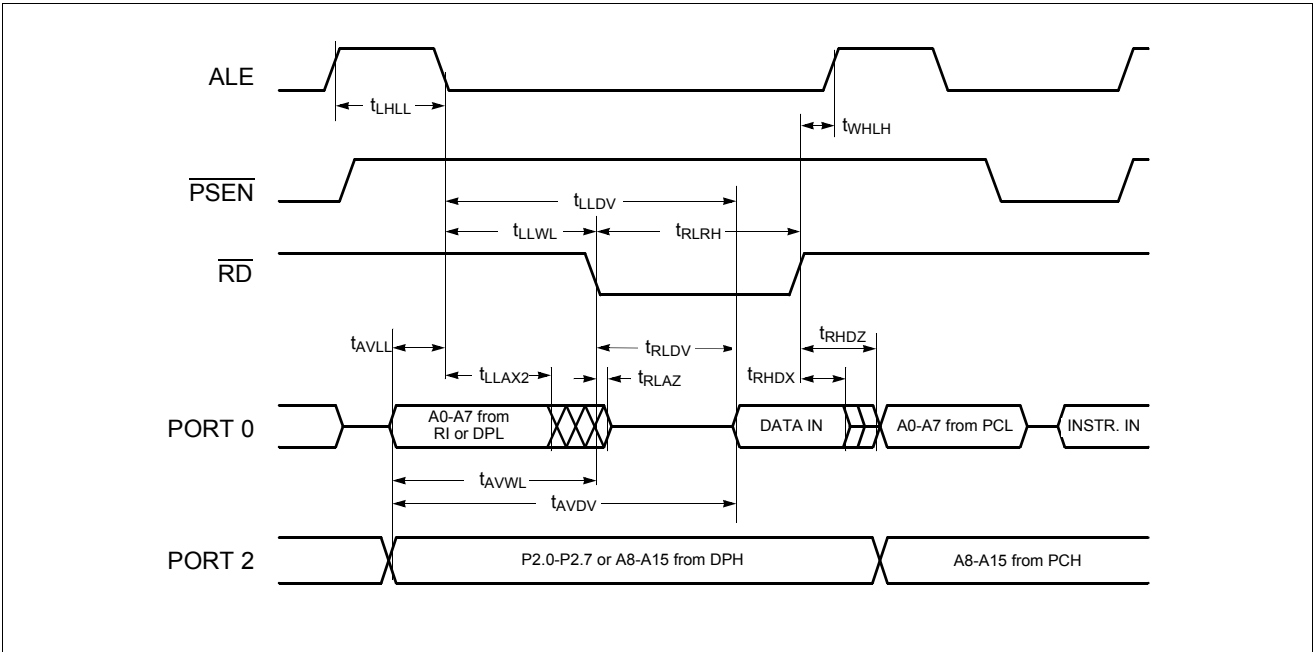 ALE
tLHLL
tWHLH
PSEN
tLLDV
tLLWL
tRLRH
RD
tAVLL
tRLDV
tRHDZ
tLLAX2
tRLAZ
tRHDX
PORT 0
A0-A7 from
RI or DPL
DATA IN
A0-A7 from PCL
INSTR. IN
tAVWL
tAVDV
PORT 2
P2.0-P2.7 or A8-A15 from DPH
A8-A15 from PCH